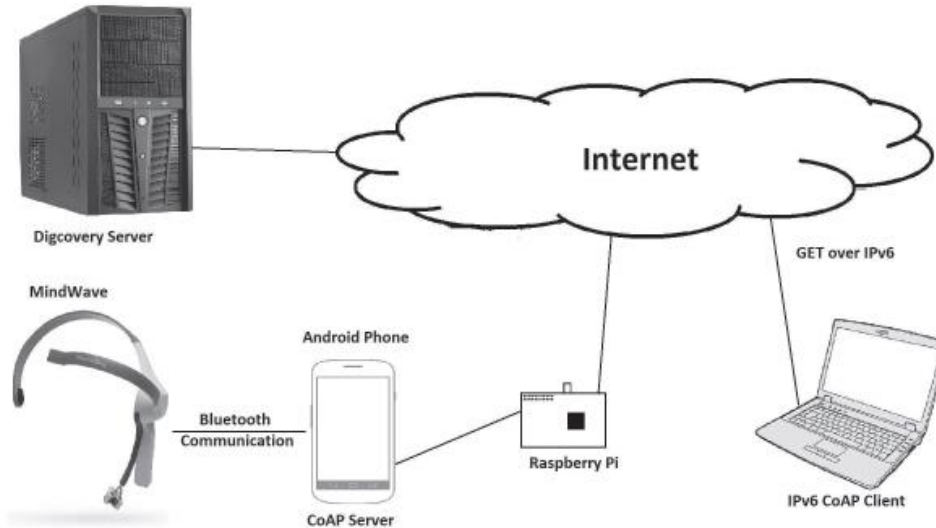 Internet
Digcovery Server
GET over IPv6
MindWave
Android Phone
Bluetooth
Communication
Raspberry Pi
CoAP Server
IPv6 CoAP Client